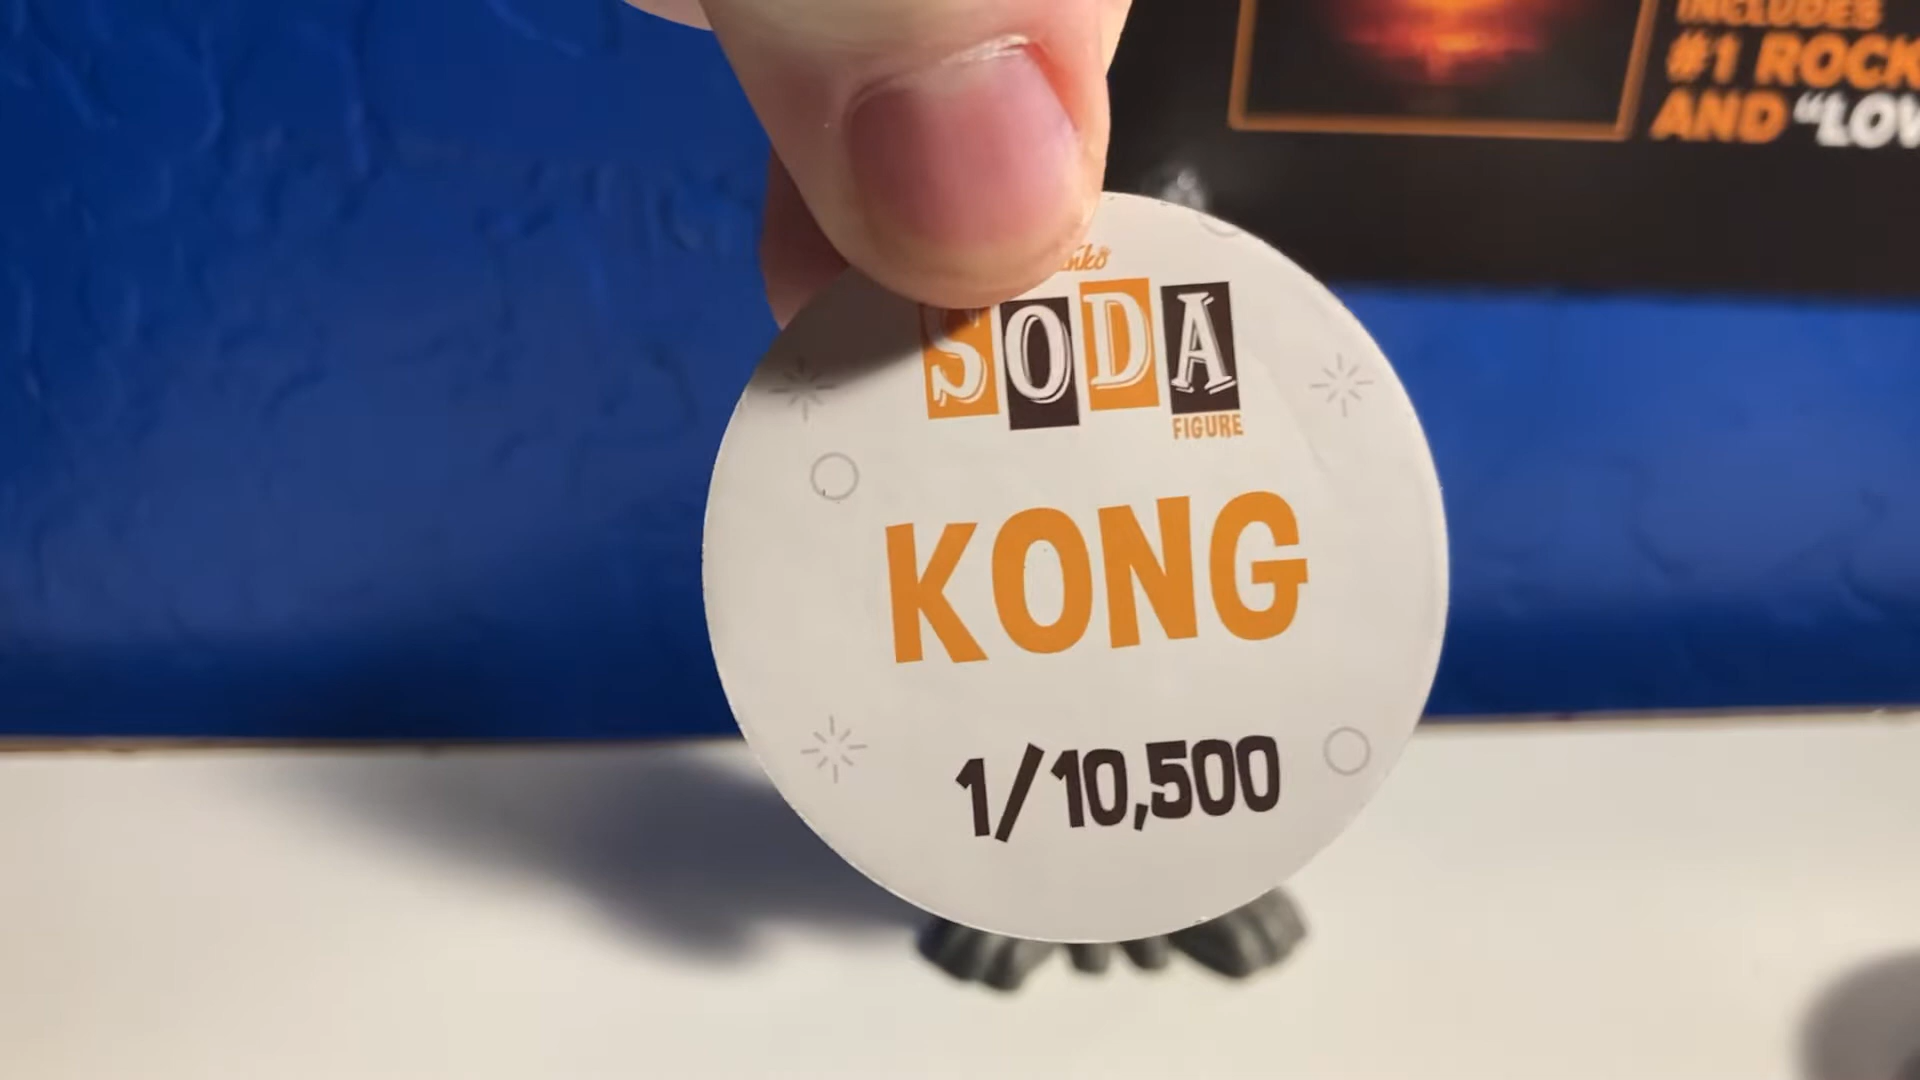 INCLUDES
#1 ROCK
AND "LOV
SODA
FIGURE
KONG
1/10,500